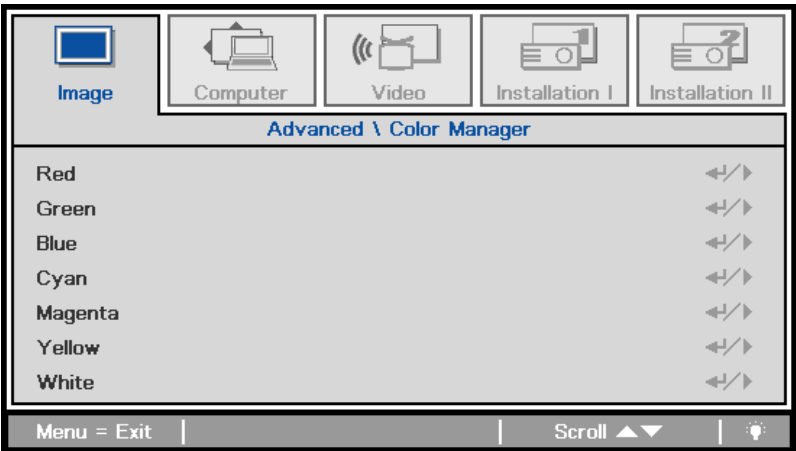 Image Computer Video Installation I Installation II
Advanced \ Color Manager
Red
Green
Blue
Cyan
Magenta
Yellow
White
Menu = Exit Scroll ▲▼